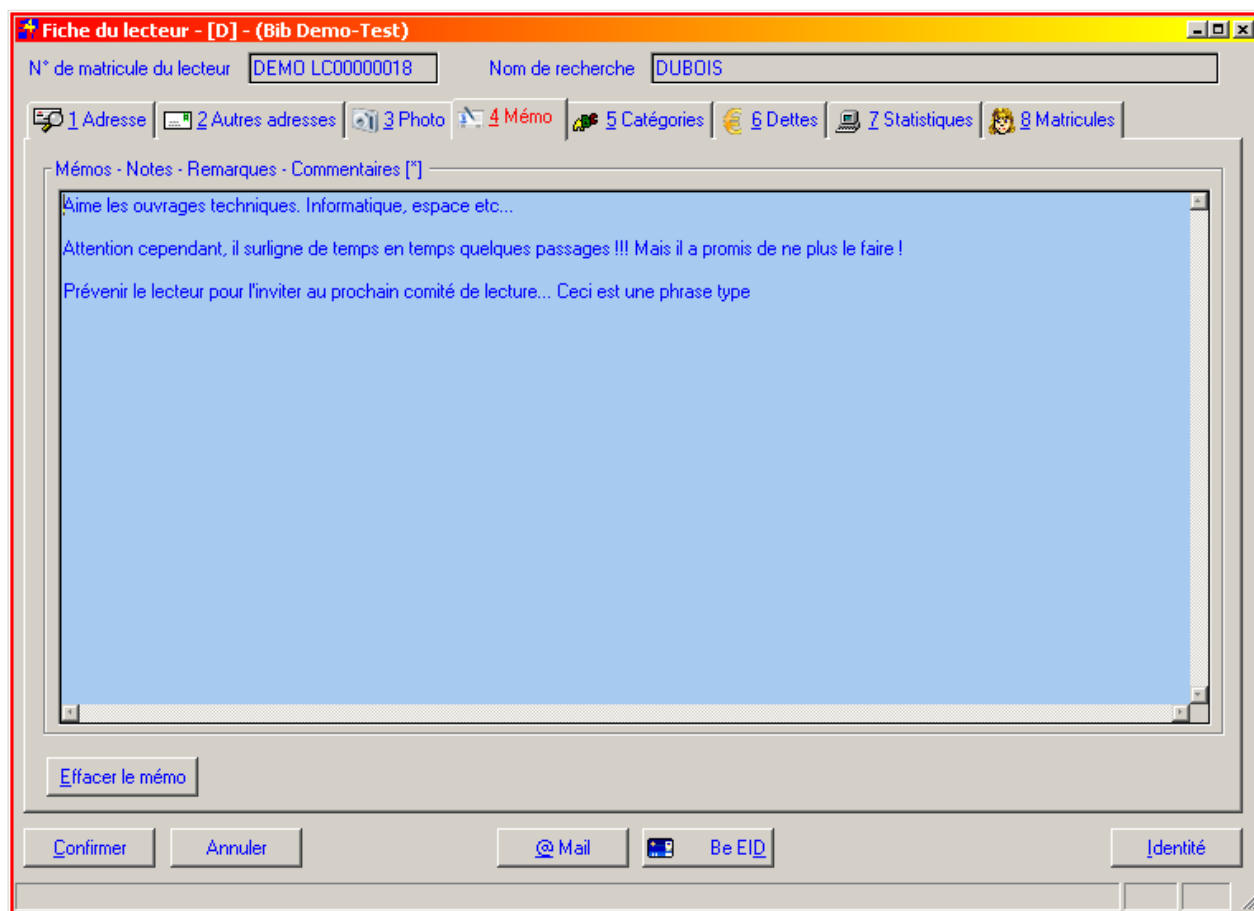 Fiche du lecteur - [D] - (Bib Demo-Test)
N° de matricule du lecteur DEMO LC00000018 Nom de recherche DUBOIS
1 Adresse 2 Autres adresses 3 Photo 4 Mémo 5 Catégories 6 Dettes 7 Statistiques 8 Matricules
Mémos - Notes - Remarques - Commentaires [*]
Aime les ouvrages techniques. Informatique, espace etc...
Attention cependant, il surligne de temps en temps quelques passages !!! Mais il a promis de ne plus le faire !
Prévenir le lecteur pour l'inviter au prochain comité de lecture... Ceci est une phrase type
Effacer le mémo
Confirmer Annuler @ Mail Be EID Identité